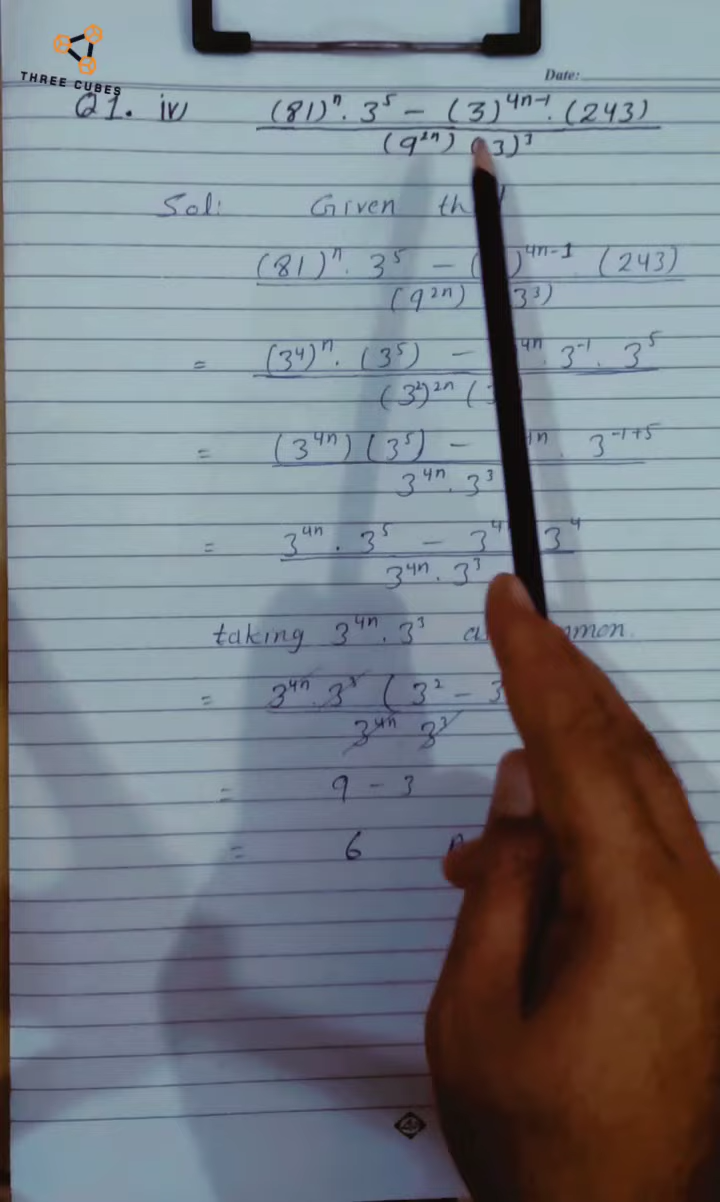 THREE CUBES
Date:
Q1. iv) (81)ⁿ · 3⁵ − (3)⁴ⁿ⁻¹ · (243)
(9²ⁿ) (3)³
Sol: Given
(81)ⁿ · 3⁵ − ( )⁴ⁿ⁻¹ (243)
(9²ⁿ) 3³)
= (3⁴)ⁿ · (3⁵) − ⁴ⁿ · 3⁻¹ · 3⁵
(3²)²ⁿ (
= (3⁴ⁿ) (3⁵) − ⁿ · 3⁻¹⁺⁵
3⁴ⁿ · 3³
= 3⁴ⁿ · 3⁵ − 3⁴ 3⁴
3⁴ⁿ · 3³
taking 3⁴ⁿ · 3³
= 3⁴ⁿ · 3³ (3² − 3
3⁴ⁿ 3³
= 9 − 3
= 6